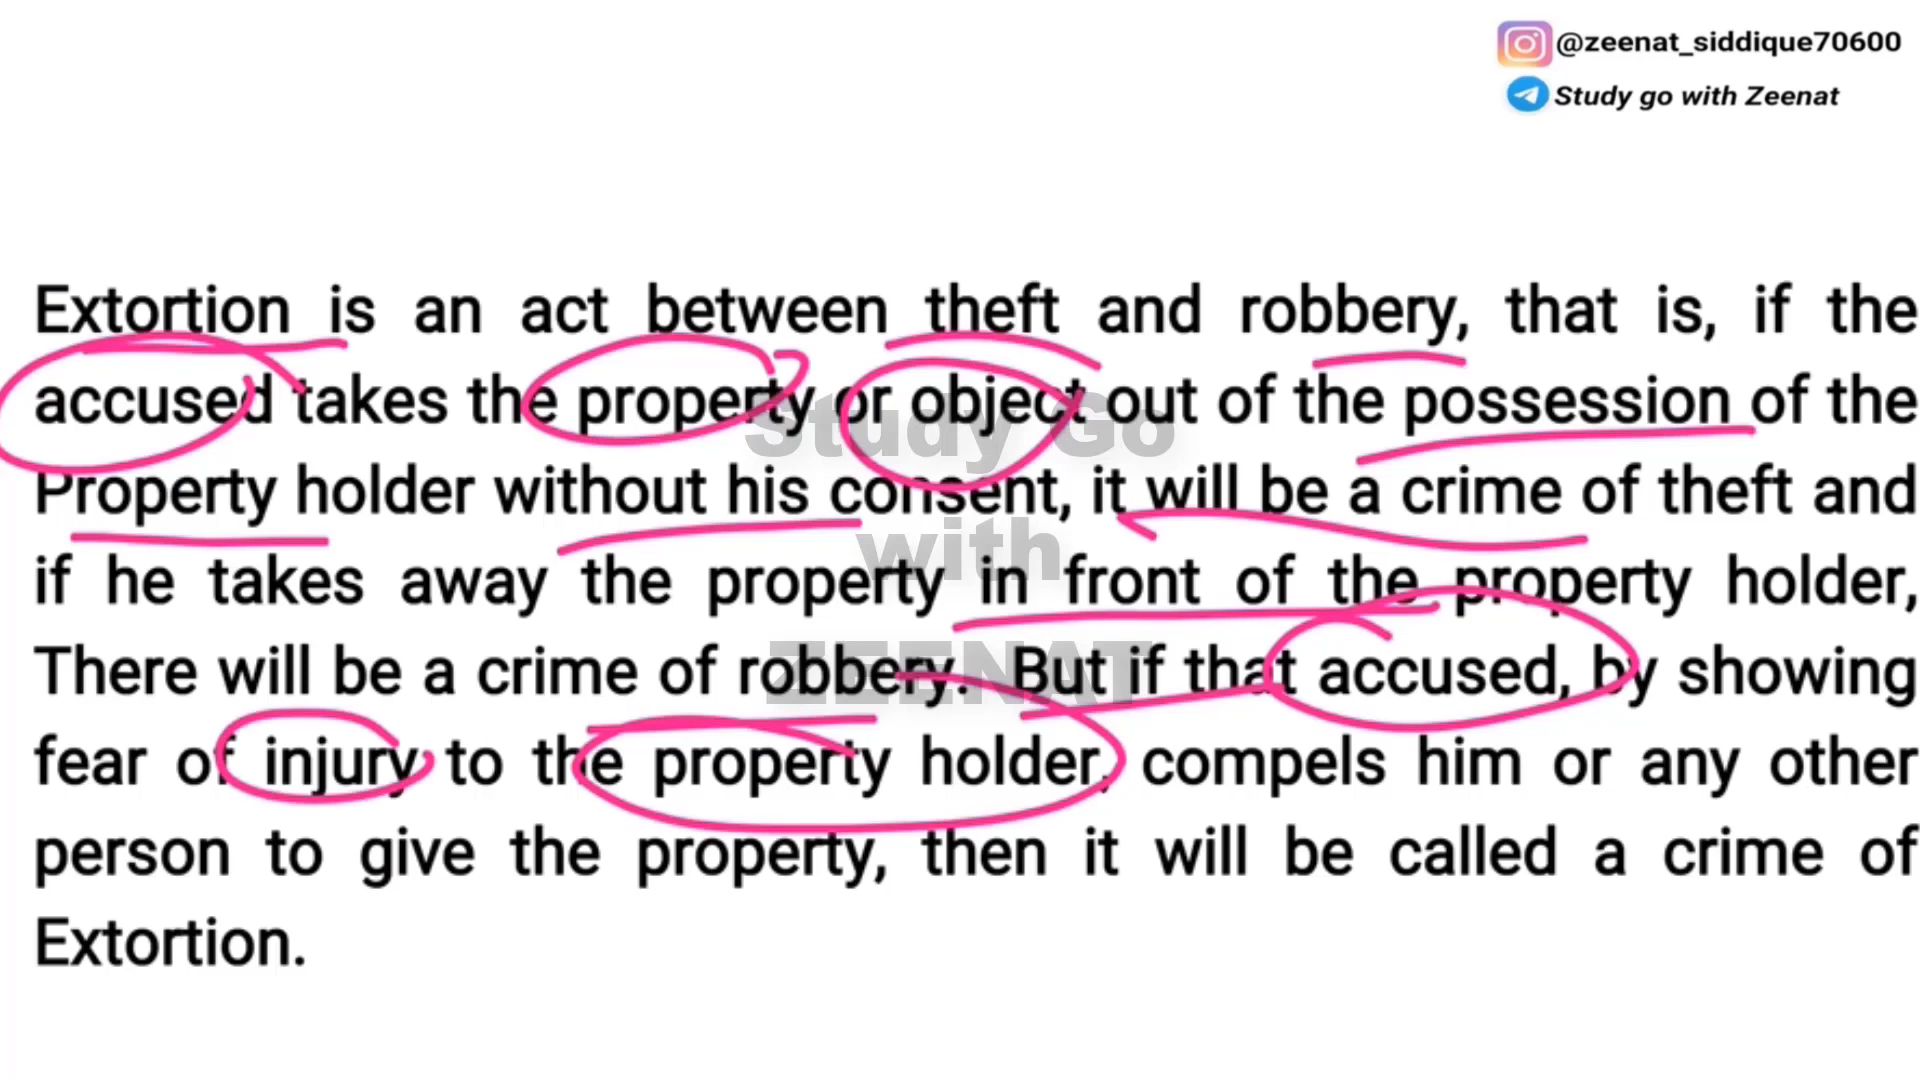 @zeenat_siddique70600
Study go with Zeenat
Extortion is an act between theft and robbery, that is, if the
accused takes the property or object out of the possession of the
Property holder without his consent, it will be a crime of theft and
if he takes away the property in front of the property holder,
There will be a crime of robbery. But if that accused, by showing
fear of injury to the property holder, compels him or any other
person to give the property, then it will be called a crime of
Extortion.
Study Go
with
ZEENAT